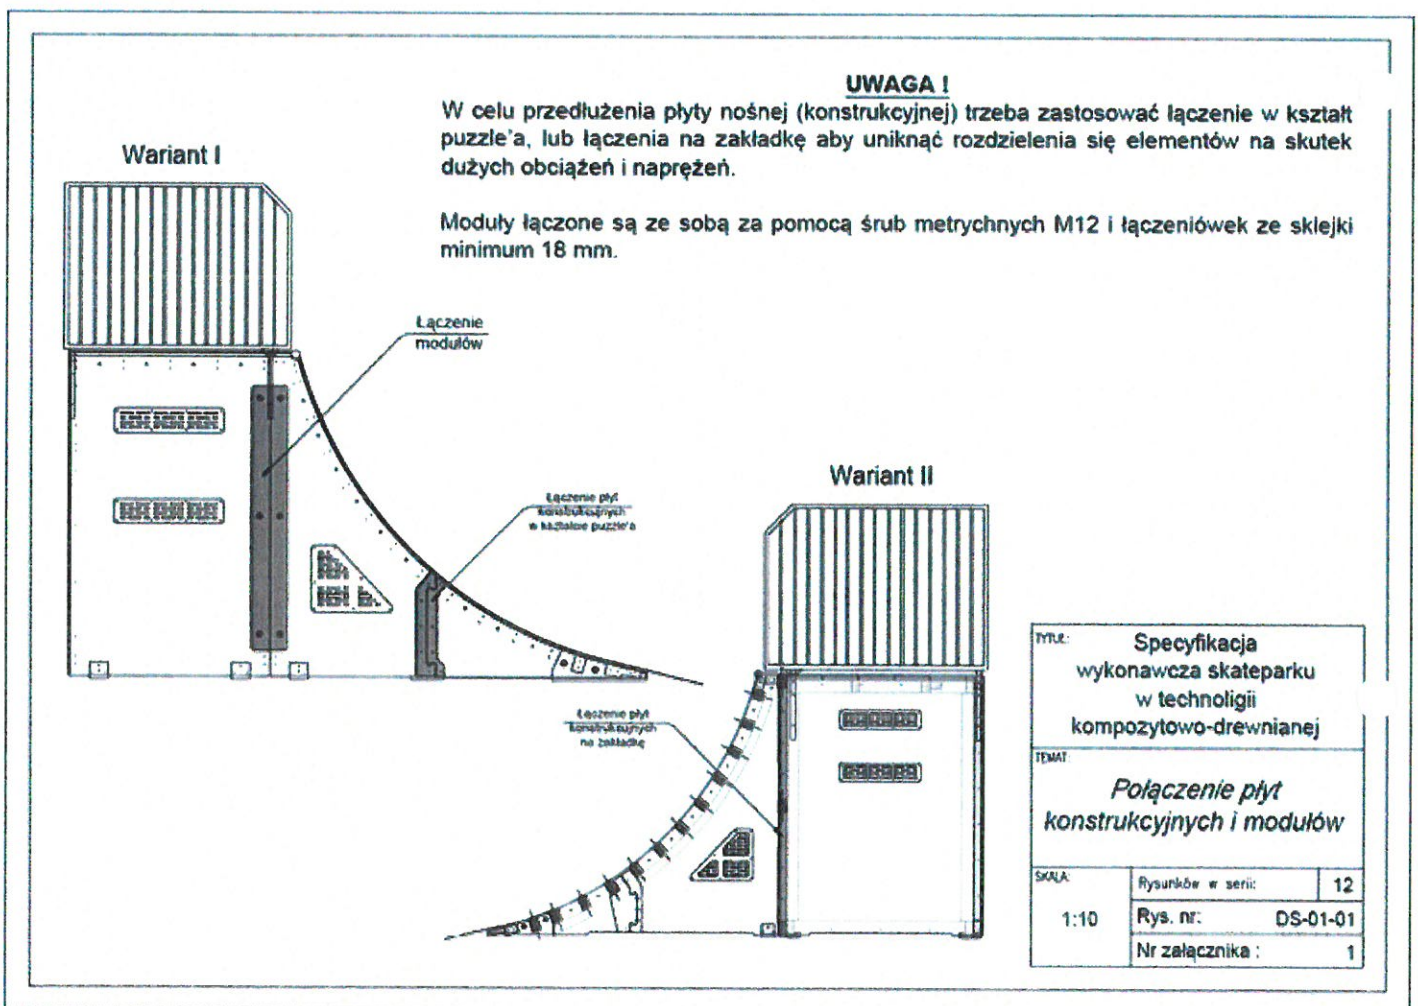 UWAGA !
W celu przedłużenia płyty nośnej (konstrukcyjnej) trzeba zastosować łączenie w kształt
puzzle'a, lub łączenia na zakładkę aby uniknąć rozdzielenia się elementów na skutek
dużych obciążeń i naprężeń.
Moduły łączone są ze sobą za pomocą śrub metrychnych M12 i łączeniówek ze sklejki
minimum 18 mm.
Wariant I
Łączenie
modułów
Łączenie płyt
konstrukcyjnych
w kształcie puzzle'a
Wariant II
Łączenie płyt
konstrukcyjnych
na zakładkę
TYTUŁ:
Specyfikacja
wykonawcza skateparku
w technoligii
kompozytowo-drewnianej
TEMAT:
Połączenie płyt
konstrukcyjnych i modułów
SKALA:
1:10
Rysunków w serii: 12
Rys. nr: DS-01-01
Nr załącznika : 1